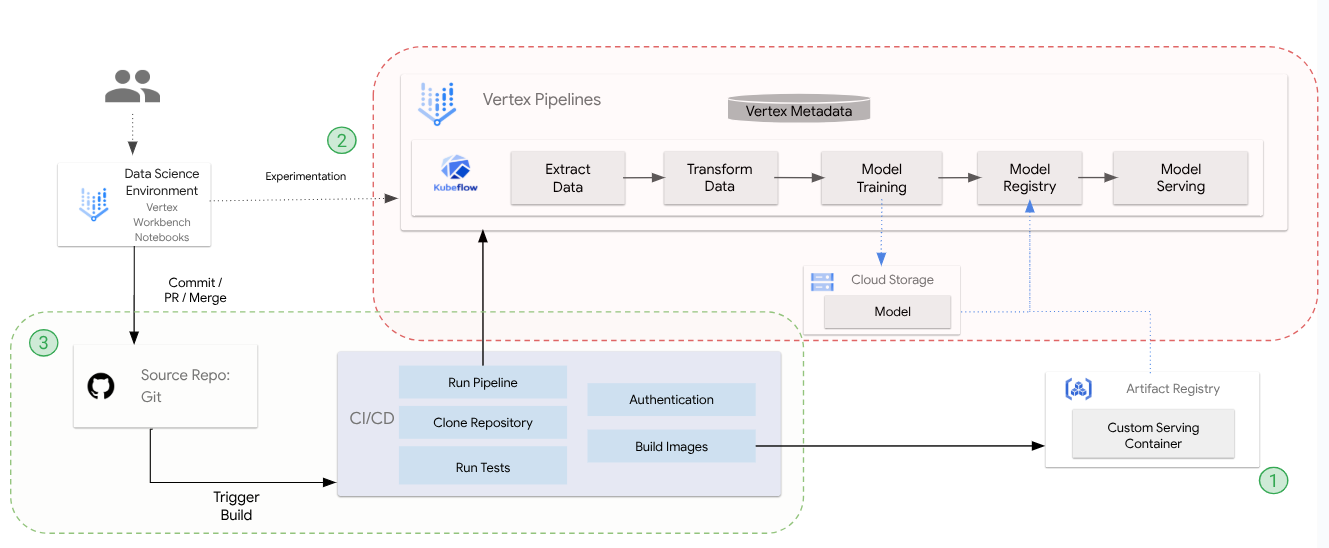 Vertex Pipelines
Vertex Metadata
2
Data Science
Environment
Vertex
Workbench
Notebooks
Experimentation
Kubeflow
Extract
Data
Transform
Data
Model
Training
Model
Registry
Model
Serving
Commit /
PR / Merge
Cloud Storage
Model
3
Source Repo:
Git
Trigger
Build
CI/CD
Run Pipeline
Clone Repository
Run Tests
Authentication
Build Images
Artifact Registry
Custom Serving
Container
1